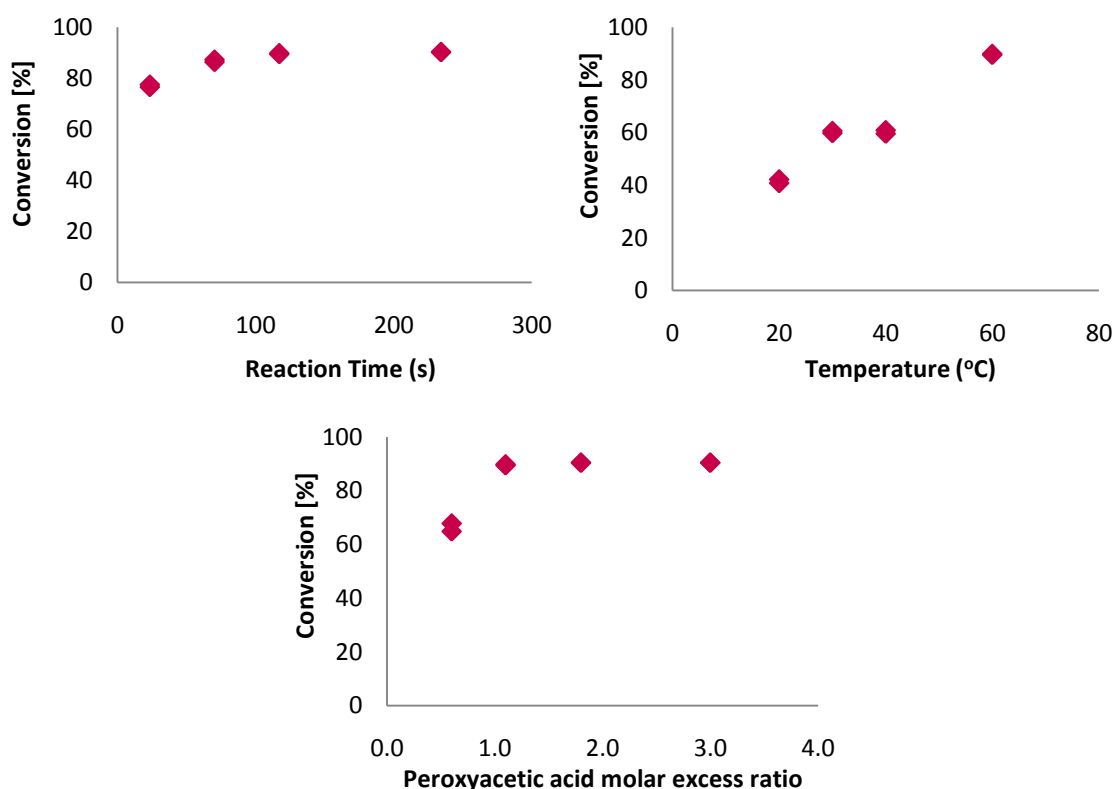 Conversion [%]
100
80
60
40
20
0
0 100 200 300
Reaction Time (s)
Conversion [%]
100
80
60
40
20
0
0 20 40 60 80
Temperature (ºC)
Conversion [%]
100
80
60
40
20
0
0.0 1.0 2.0 3.0 4.0
Peroxyacetic acid molar excess ratio